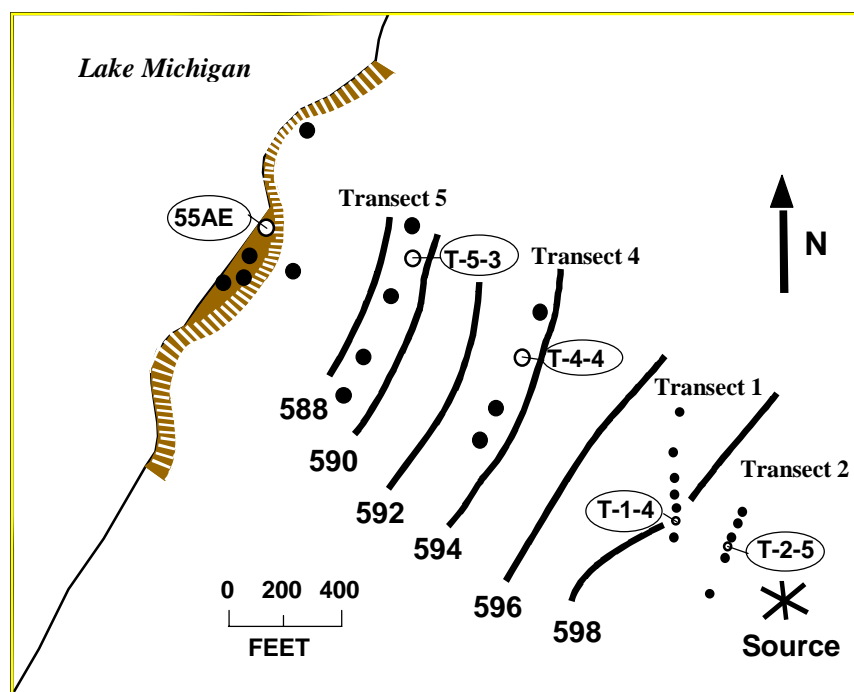 Lake Michigan
Transect 5
55AE
T-5-3
Transect 4
N
T-4-4
588
Transect 1
590
Transect 2
592
T-1-4
594
T-2-5
0 200 400
596
598
FEET
Source